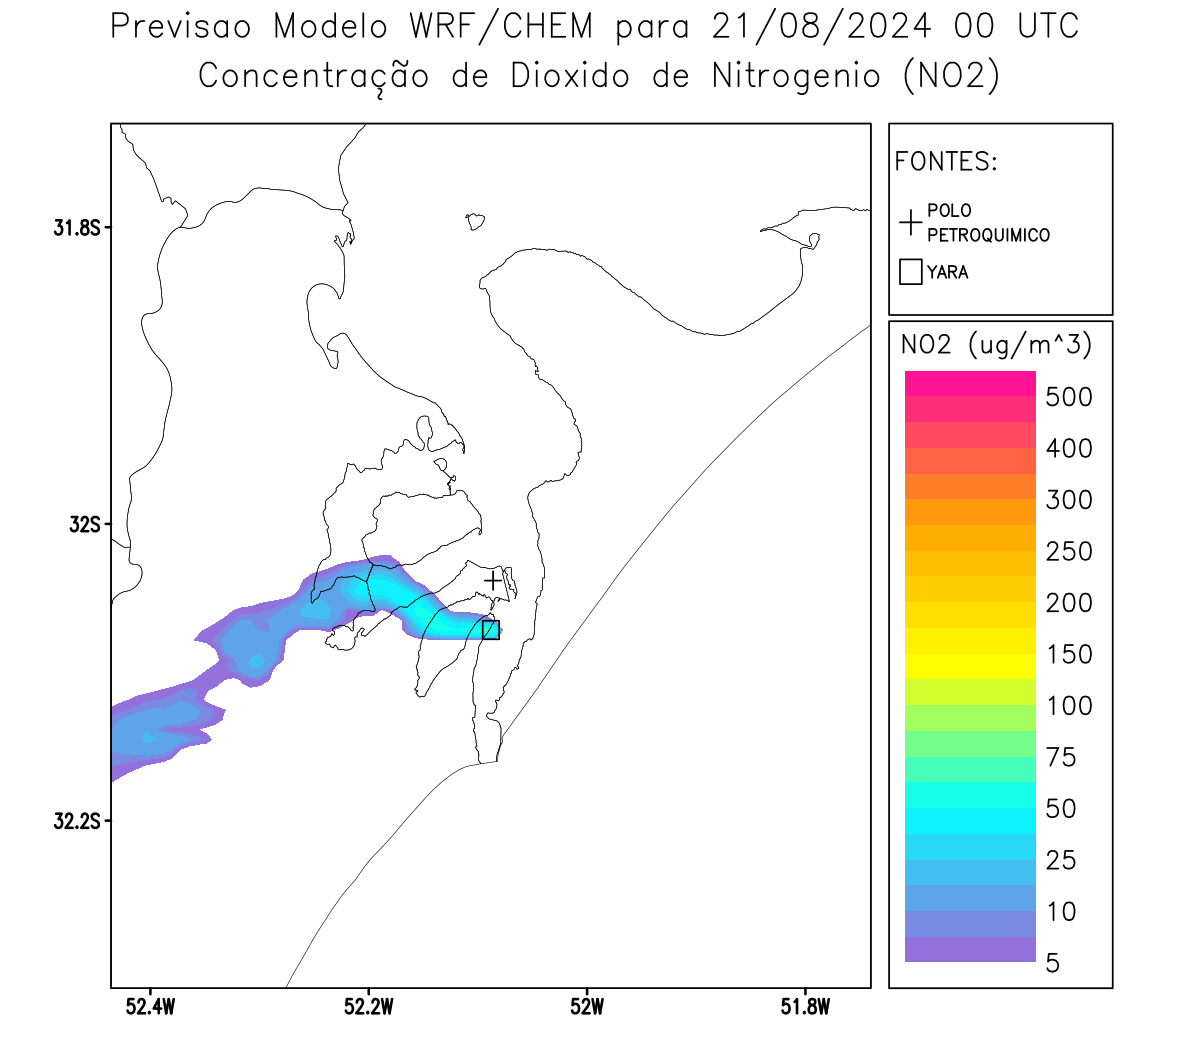 Previsao Modelo WRF/CHEM para 21/08/2024 00 UTC
Concentração de Dioxido de Nitrogenio (NO2)
FONTES:
POLO
PETROQUIMICO
YARA
NO2 (ug/m^3)
500
400
300
250
200
150
100
75
50
25
10
5
31.8S
32S
32.2S
52.4W
52.2W
52W
51.8W